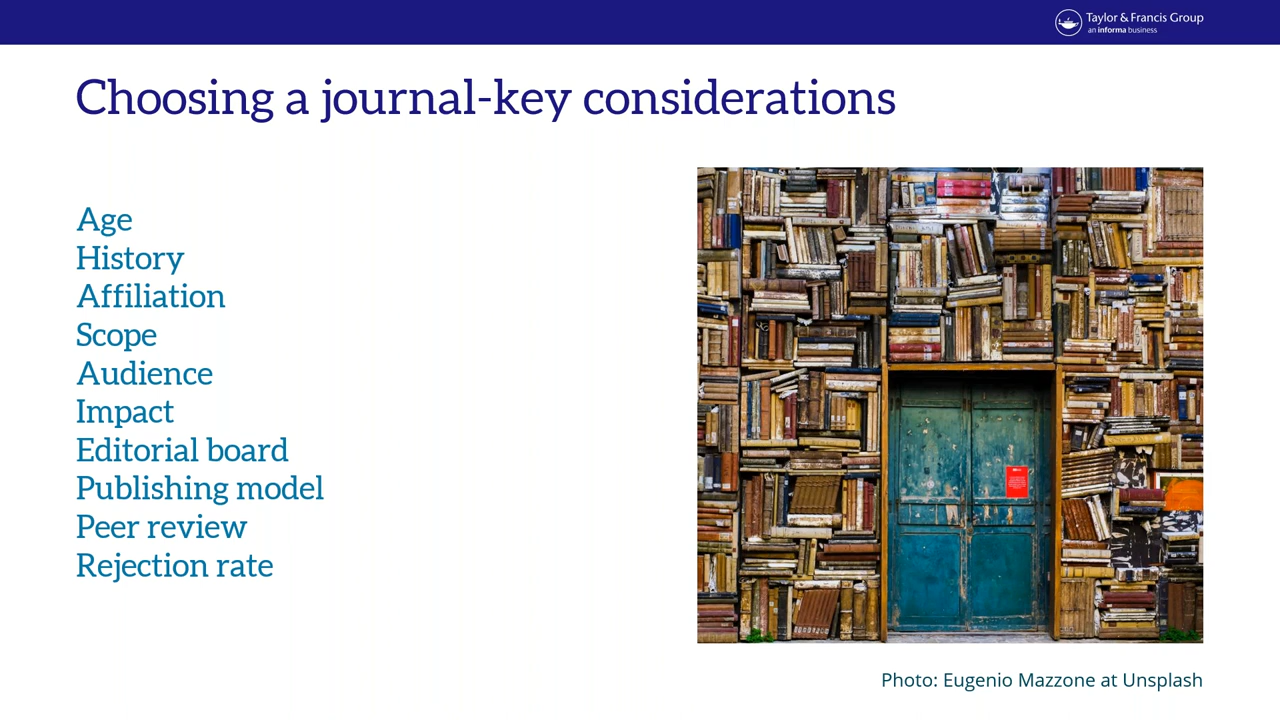 Taylor & Francis Group
an informa business
Choosing a journal-key considerations
Age
History
Affiliation
Scope
Audience
Impact
Editorial board
Publishing model
Peer review
Rejection rate
Photo: Eugenio Mazzone at Unsplash